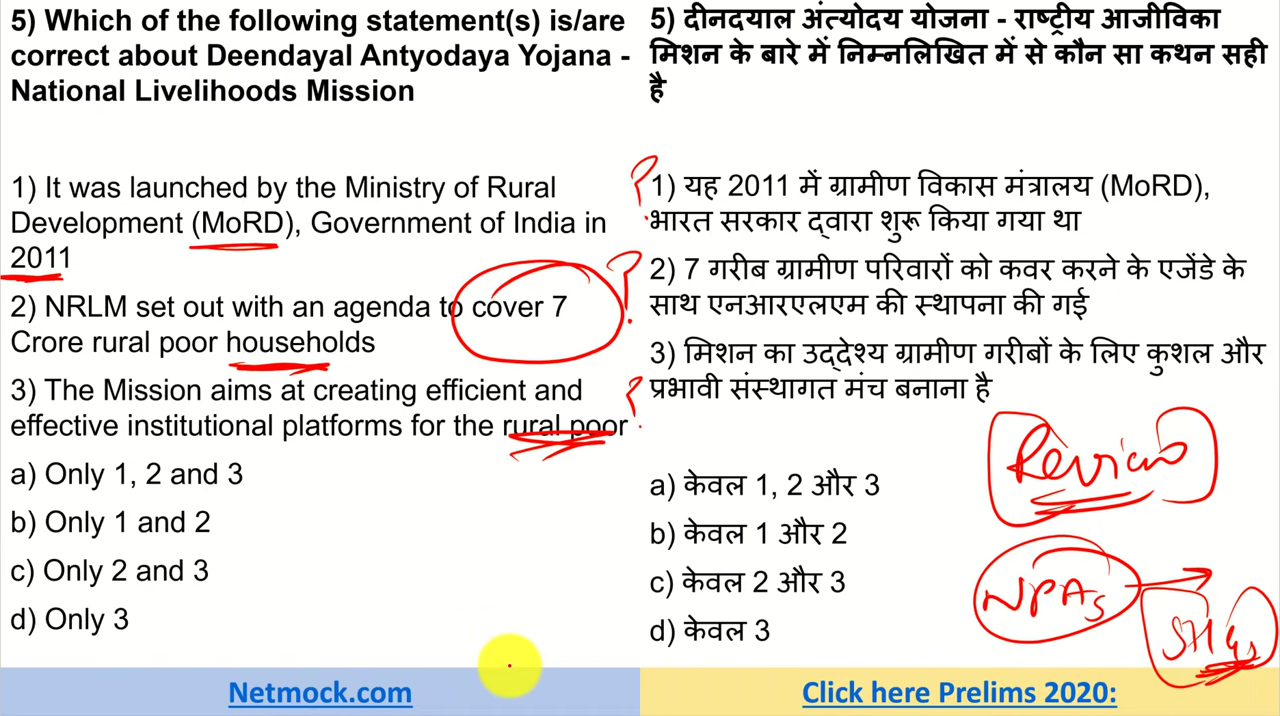 5) Which of the following statement(s) is/are
correct about Deendayal Antyodaya Yojana -
National Livelihoods Mission
1) It was launched by the Ministry of Rural
Development (MoRD), Government of India in
2011
2) NRLM set out with an agenda to cover 7
Crore rural poor households
3) The Mission aims at creating efficient and
effective institutional platforms for the rural poor
a) Only 1, 2 and 3
b) Only 1 and 2
c) Only 2 and 3
d) Only 3
Netmock.com
5) दीनदयाल अंत्योदय योजना - राष्ट्रीय आजीविका
मिशन के बारे में निम्नलिखित में से कौन सा कथन सही
है
? 1) यह 2011 में ग्रामीण विकास मंत्रालय (MoRD),
भारत सरकार द्वारा शुरू किया गया था
? 2) 7 गरीब ग्रामीण परिवारों को कवर करने के एजेंडे के
साथ एनआरएलएम की स्थापना की गई
? 3) मिशन का उद्देश्य ग्रामीण गरीबों के लिए कुशल और
प्रभावी संस्थागत मंच बनाना है
a) केवल 1, 2 और 3
b) केवल 1 और 2
c) केवल 2 और 3
d) केवल 3
NPAs
SHGs
Click here Prelims 2020: